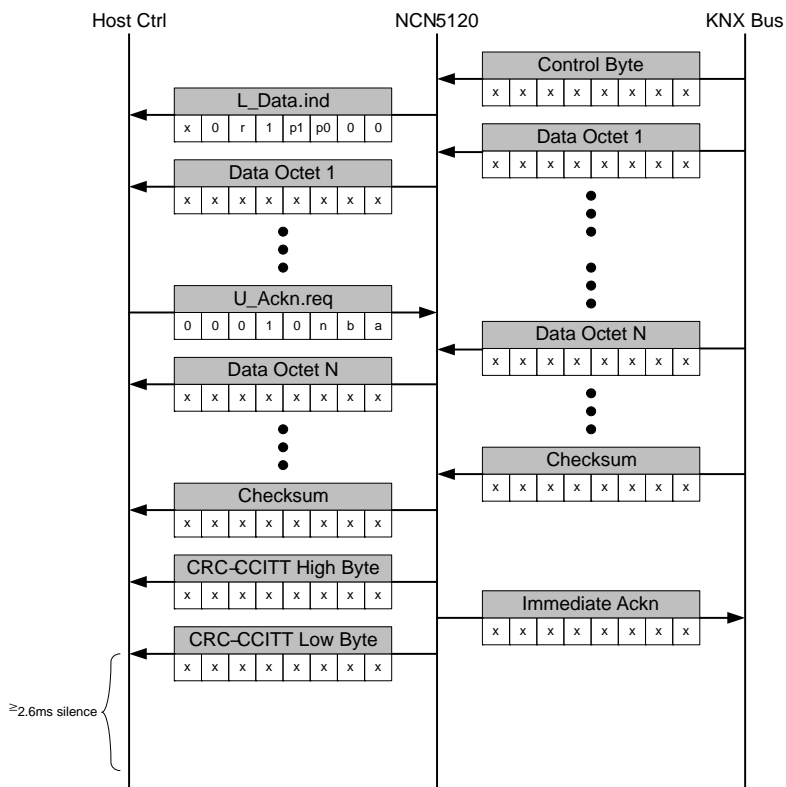 Host Ctrl NCN5120 KNX Bus
Control Byte
x x x x x x x x
L_Data.ind
x 0 r 1 p1 p0 0 0
Data Octet 1
x x x x x x x x
Data Octet 1
x x x x x x x x
U_Ackn.req
0 0 0 1 0 n b a
Data Octet N
x x x x x x x x
Data Octet N
x x x x x x x x
Checksum
x x x x x x x x
Checksum
x x x x x x x x
CRC-CCITT High Byte
x x x x x x x x
Immediate Ackn
x x x x x x x x
CRC-CCITT Low Byte
x x x x x x x x
≥2.6ms silence